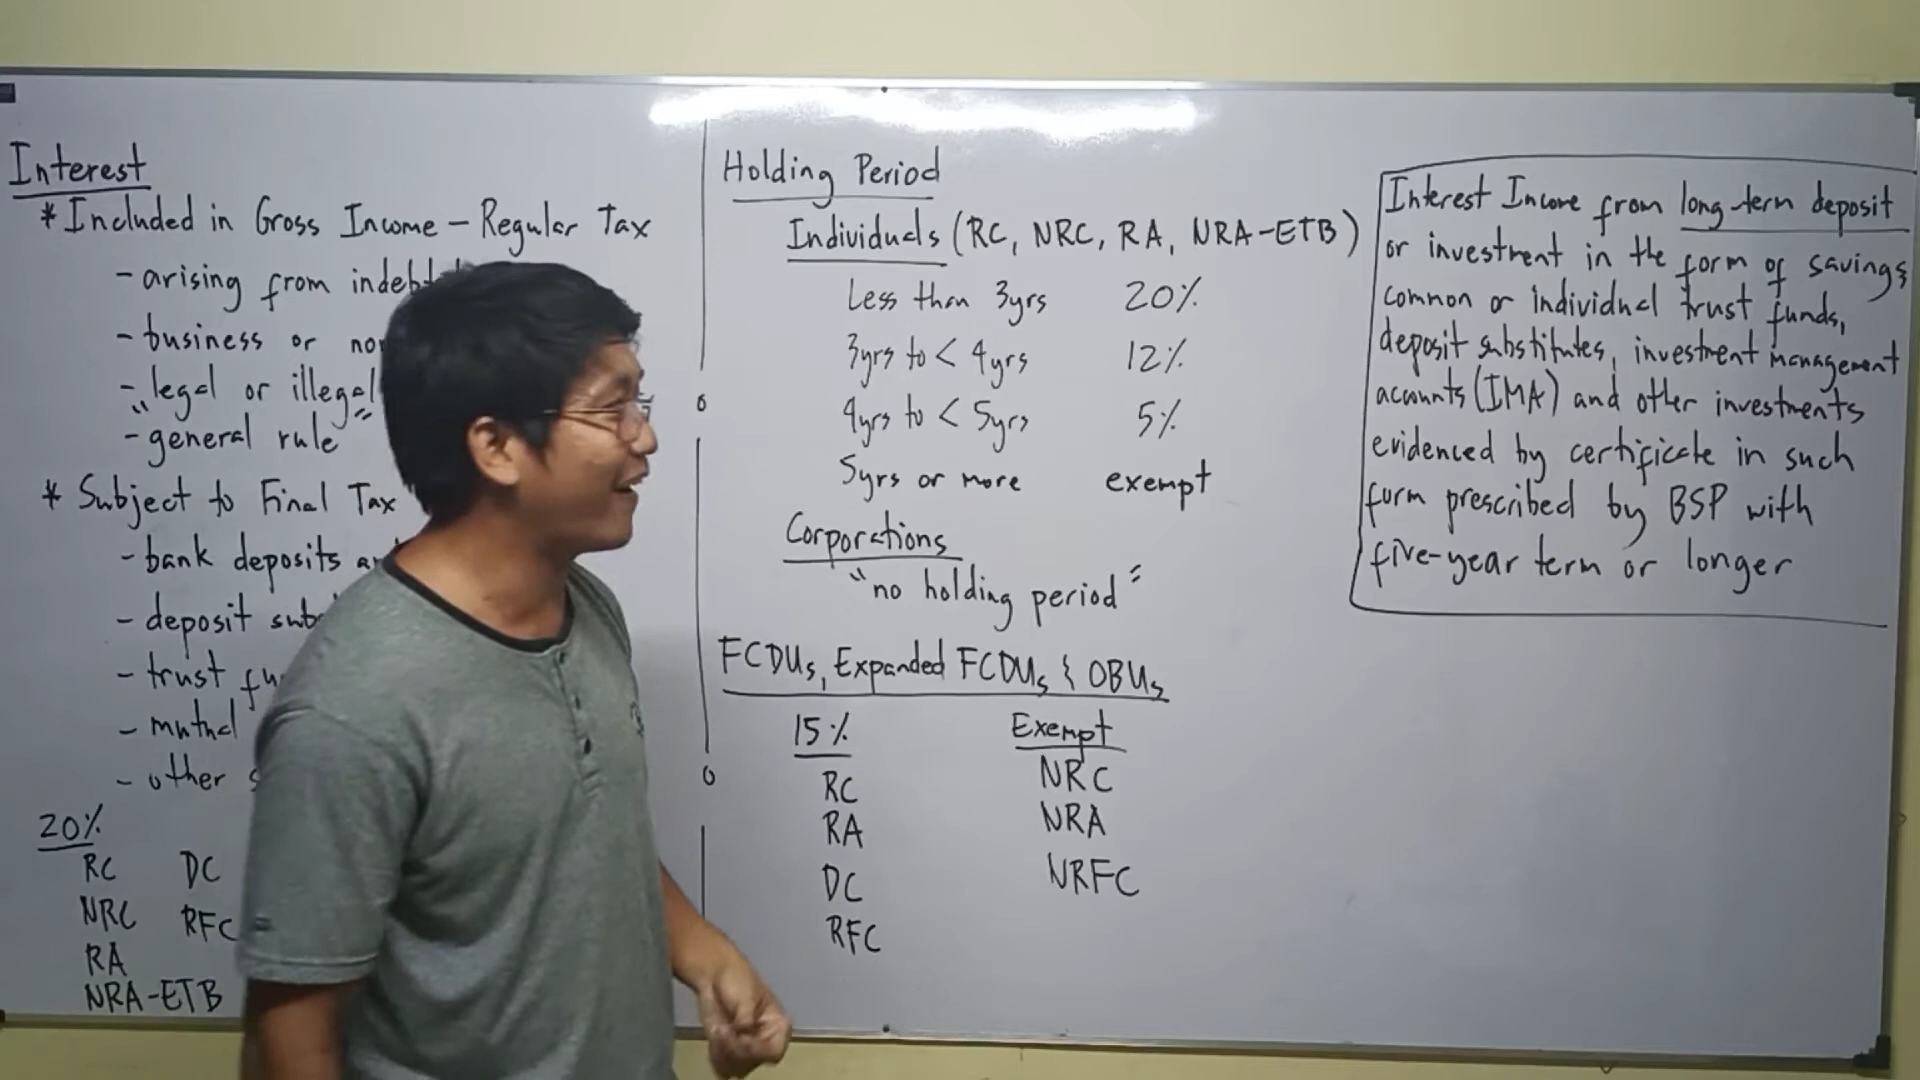 Interest
* Included in Gross Income - Regular Tax
- arising from
- business or
- legal or illegal
- "general rule"
* Subject to Final Tax
- bank deposits
- deposit
- trust
- mutual
- other
20%
RC DC
NRC RFC
RA
NRA-ETB
Holding Period
Individuals (RC, NRC, RA, NRA-ETB)
Less than 3yrs 20%
3yrs to < 4yrs 12%
4yrs to < 5yrs 5%
5yrs or more exempt
Corporations
"no holding period"
FCDUs, Expanded FCDUs & OBUs
15% Exempt
RC NRC
RA NRA
DC NRFC
RFC
Interest Income from long-term deposit
or investment in the form of savings,
common or individual trust funds,
deposit substitutes, investment management
accounts (IMA) and other investments
evidenced by certificate in such
form prescribed by BSP with
five-year term or longer